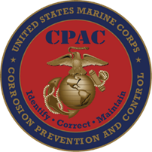 UNITED STATES MARINE CORPS
CPAC
Identify • Correct • Maintain
CORROSION PREVENTION AND CONTROL